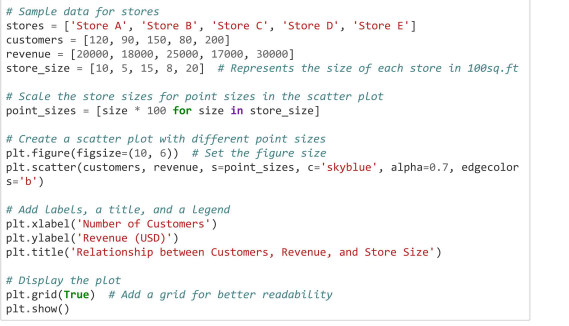 # Sample data for stores
stores = ['Store A', 'Store B', 'Store C', 'Store D', 'Store E']
customers = [120, 90, 150, 80, 200]
revenue = [20000, 18000, 25000, 17000, 30000]
store_size = [10, 5, 15, 8, 20]  # Represents the size of each store in 100sq.ft

# Scale the store sizes for point sizes in the scatter plot
point_sizes = [size * 100 for size in store_size]

# Create a scatter plot with different point sizes
plt.figure(figsize=(10, 6))  # Set the figure size
plt.scatter(customers, revenue, s=point_sizes, c='skyblue', alpha=0.7, edgecolor
s='b')

# Add labels, a title, and a legend
plt.xlabel('Number of Customers')
plt.ylabel('Revenue (USD)')
plt.title('Relationship between Customers, Revenue, and Store Size')

# Display the plot
plt.grid(True)  # Add a grid for better readability
plt.show()